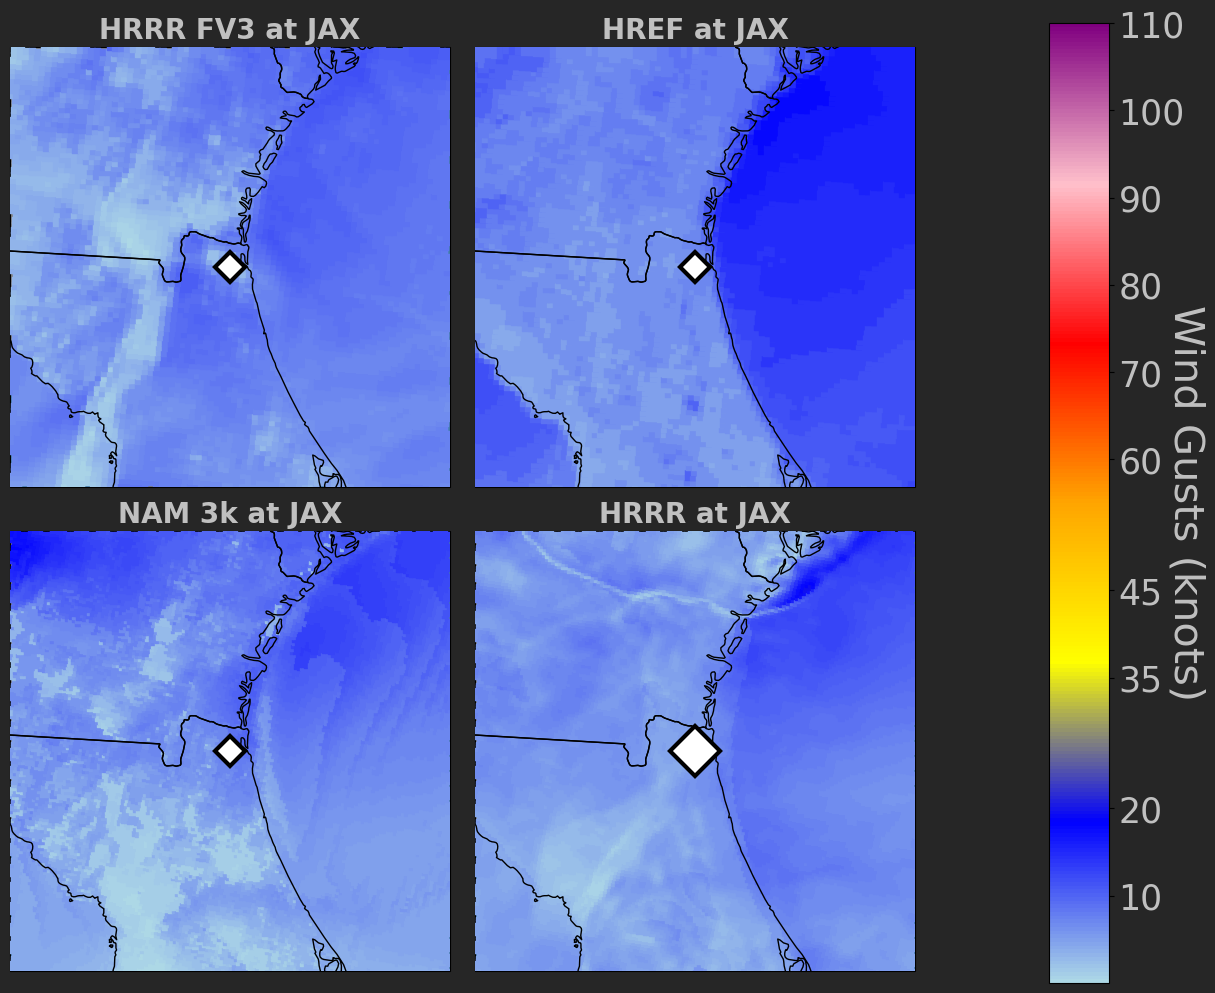 HRRR FV3 at JAX
HREF at JAX
NAM 3k at JAX
HRRR at JAX
110
100
90
80
70
60
45
35
20
10
Wind Gusts (knots)